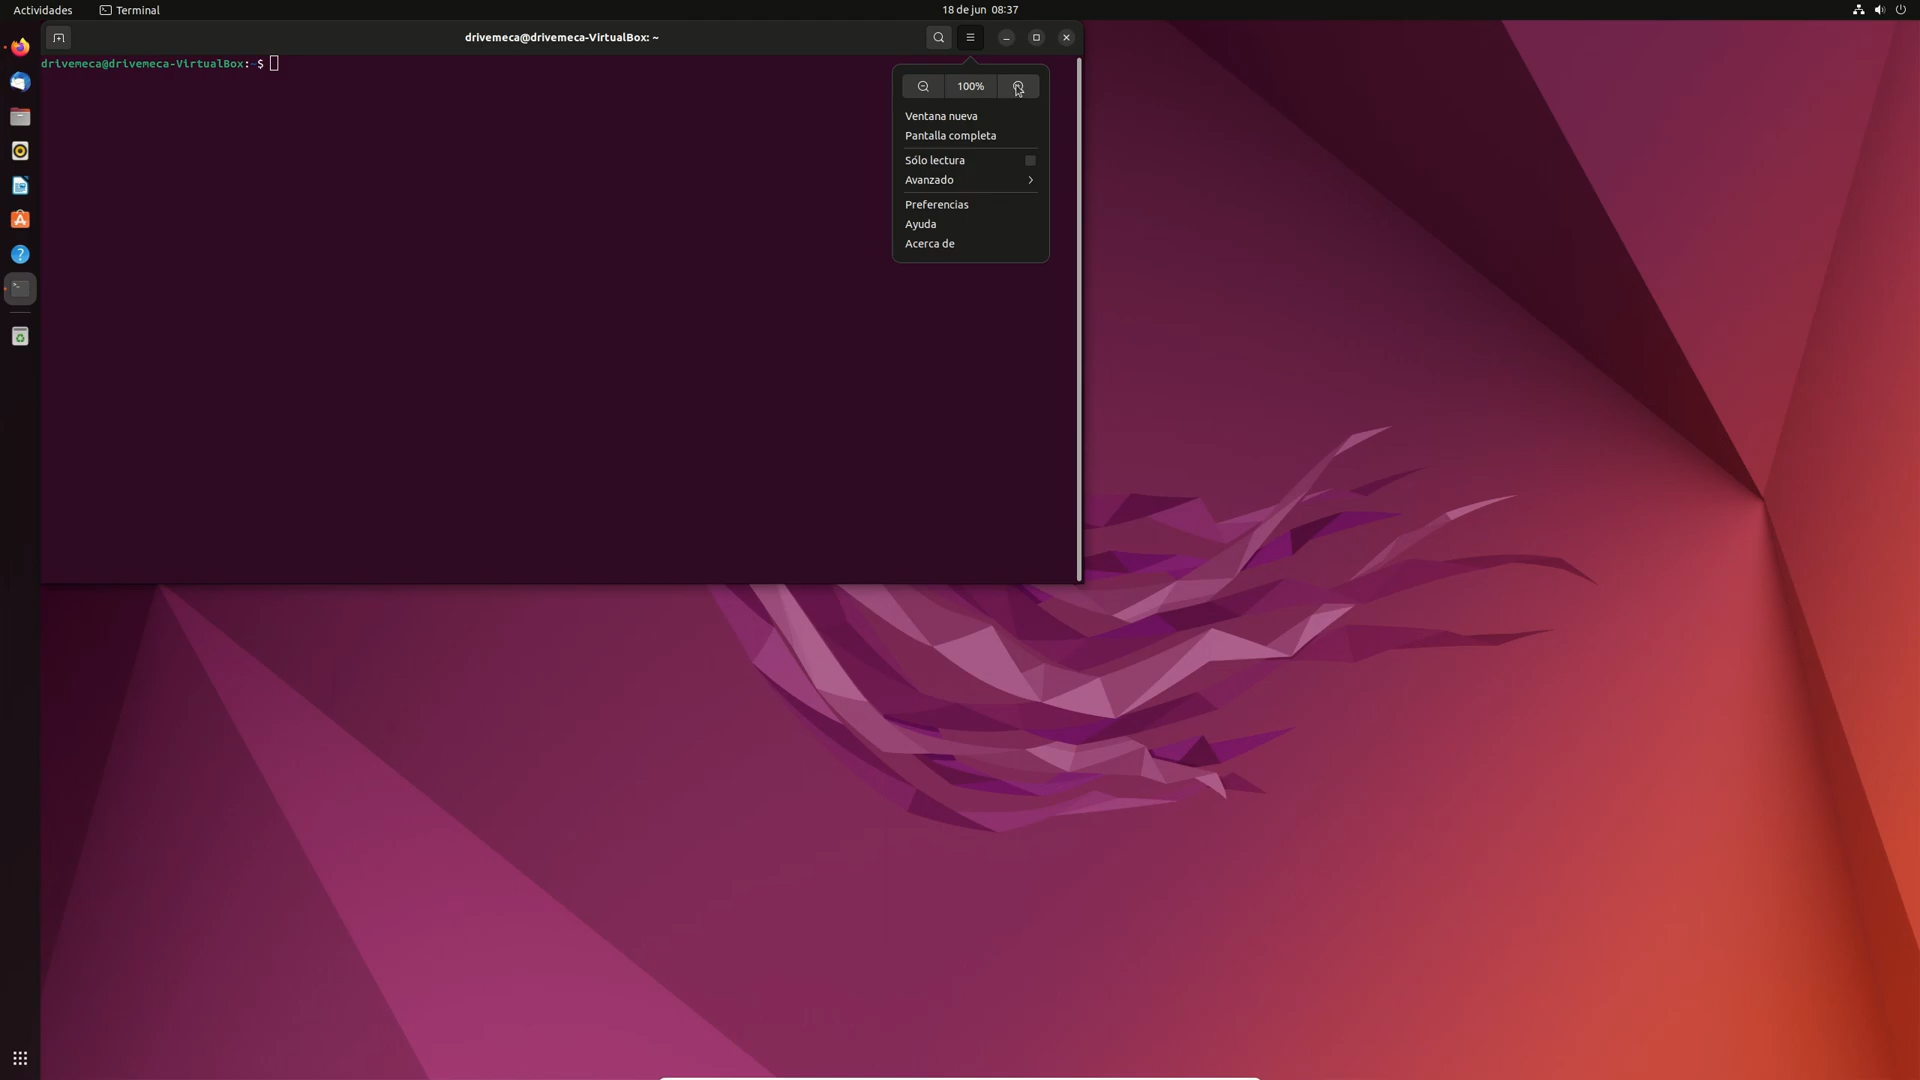 Actividades
Terminal
18 de jun 08:37
drivemeca@drivemeca-VirtualBox: ~
drivemeca@drivemeca-VirtualBox:~$
100%
Ventana nueva
Pantalla completa
Sólo lectura
Avanzado
Preferencias
Ayuda
Acerca de